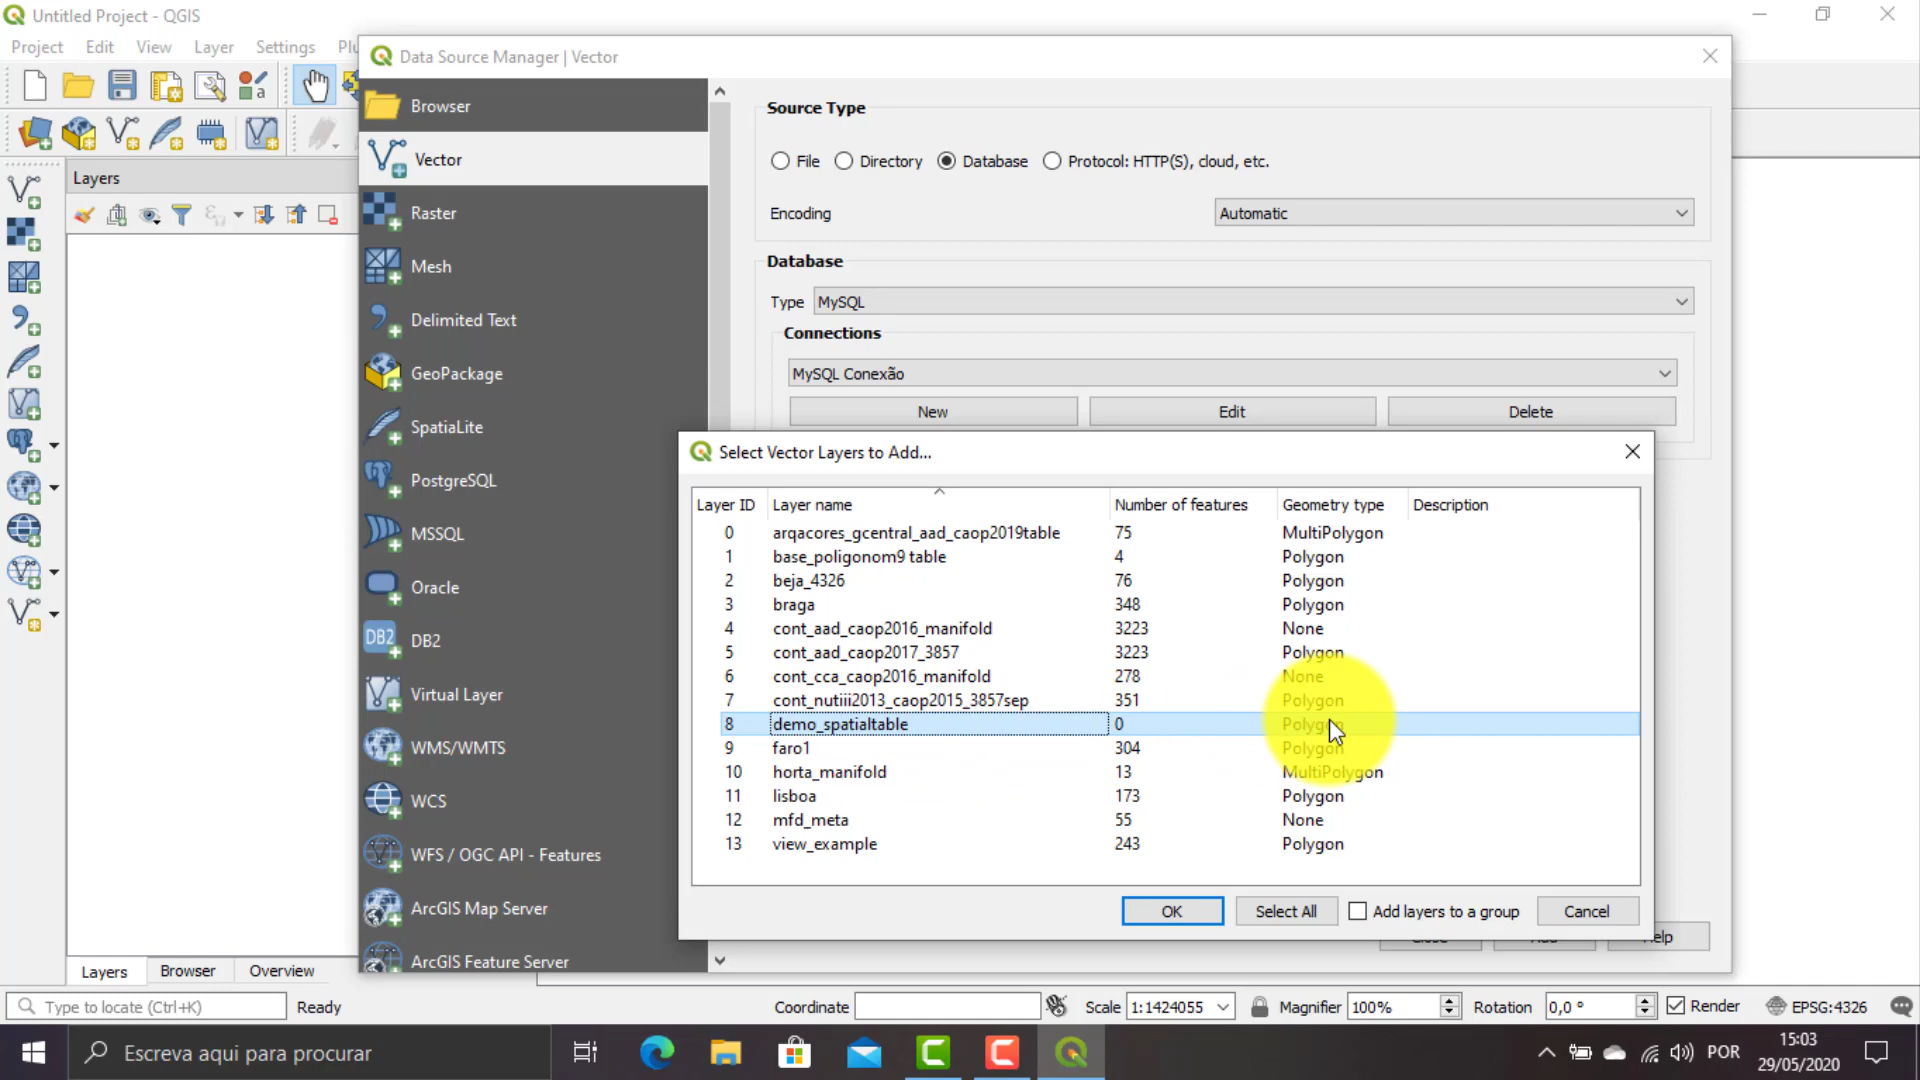 Untitled Project - QGIS
Project Edit View Layer Settings Plu
Data Source Manager | Vector
Browser
Vector
Raster
Mesh
Delimited Text
GeoPackage
SpatiaLite
PostgreSQL
MSSQL
Oracle
DB2
Virtual Layer
WMS/WMTS
WCS
WFS / OGC API - Features
ArcGIS Map Server
ArcGIS Feature Server
Layers
Source Type
File Directory Database Protocol: HTTP(S), cloud, etc.
Encoding Automatic
Database
Type MySQL
Connections
MySQL Conexão
New Edit Delete
Select Vector Layers to Add...
Layer ID Layer name Number of features Geometry type Description
0 arqacores_gcentral_aad_caop2019table 75 MultiPolygon
1 base_poligonom9 table 4 Polygon
2 beja_4326 76 Polygon
3 braga 348 Polygon
4 cont_aad_caop2016_manifold 3223 None
5 cont_aad_caop2017_3857 3223 Polygon
6 cont_cca_caop2016_manifold 278 None
7 cont_nutiii2013_caop2015_3857sep 351 Polygon
8 demo_spatialtable 0 Polygon
9 faro1 304 Polygon
10 horta_manifold 13 MultiPolygon
11 lisboa 173 Polygon
12 mfd_meta 55 None
13 view_example 243 Polygon
OK Select All Add layers to a group Cancel
Close Add Help
Layers Browser Overview
Type to locate (Ctrl+K) Ready Coordinate Scale 1:1424055 Magnifier 100% Rotation 0,0 ° Render EPSG:4326
Escreva aqui para procurar
POR
15:03
29/05/2020